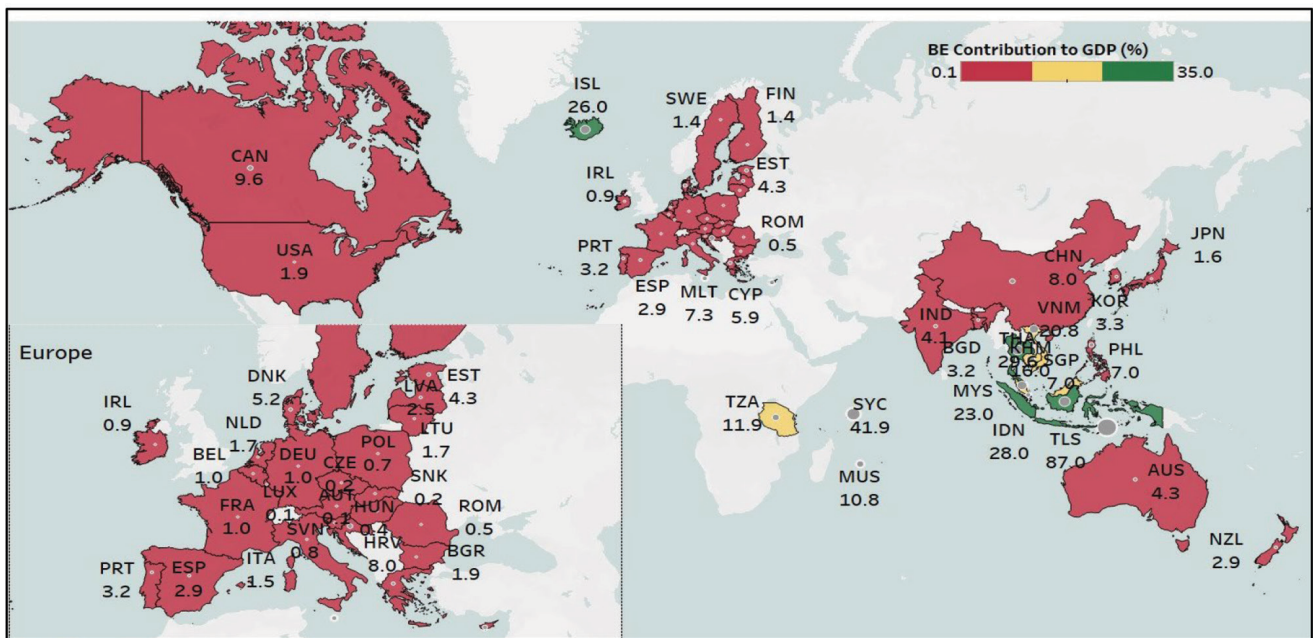 BE Contribution to GDP (%)
0.1 35.0
ISL
26.0
SWE
1.4
FIN
1.4
CAN
9.6
IRL
0.9
EST
4.3
ROM
0.5
USA
1.9
PRT
3.2
ESP
2.9
MLT
7.3
CYP
5.9
JPN
1.6
CHN
8.0
KOR
3.3
IND
4.1
VNM
20.8
BGD
3.2
THA
29.6
KHM
16.0
SGP
7.0
PHL
7.0
MYS
23.0
IDN
28.0
TLS
87.0
TZA
11.9
SYC
41.9
MUS
10.8
AUS
4.3
NZL
2.9
Europe
DNK
5.2
EST
4.3
LVA
2.5
IRL
0.9
NLD
1.7
LTU
1.7
BEL
1.0
DEU
1.0
POL
0.7
CZE
0.2
SNK
0.2
LUX
0.1
AUT
0.1
HUN
0.4
ROM
0.5
FRA
1.0
SVN
0.8
HRV
8.0
BGR
1.9
PRT
3.2
ESP
2.9
ITA
1.5